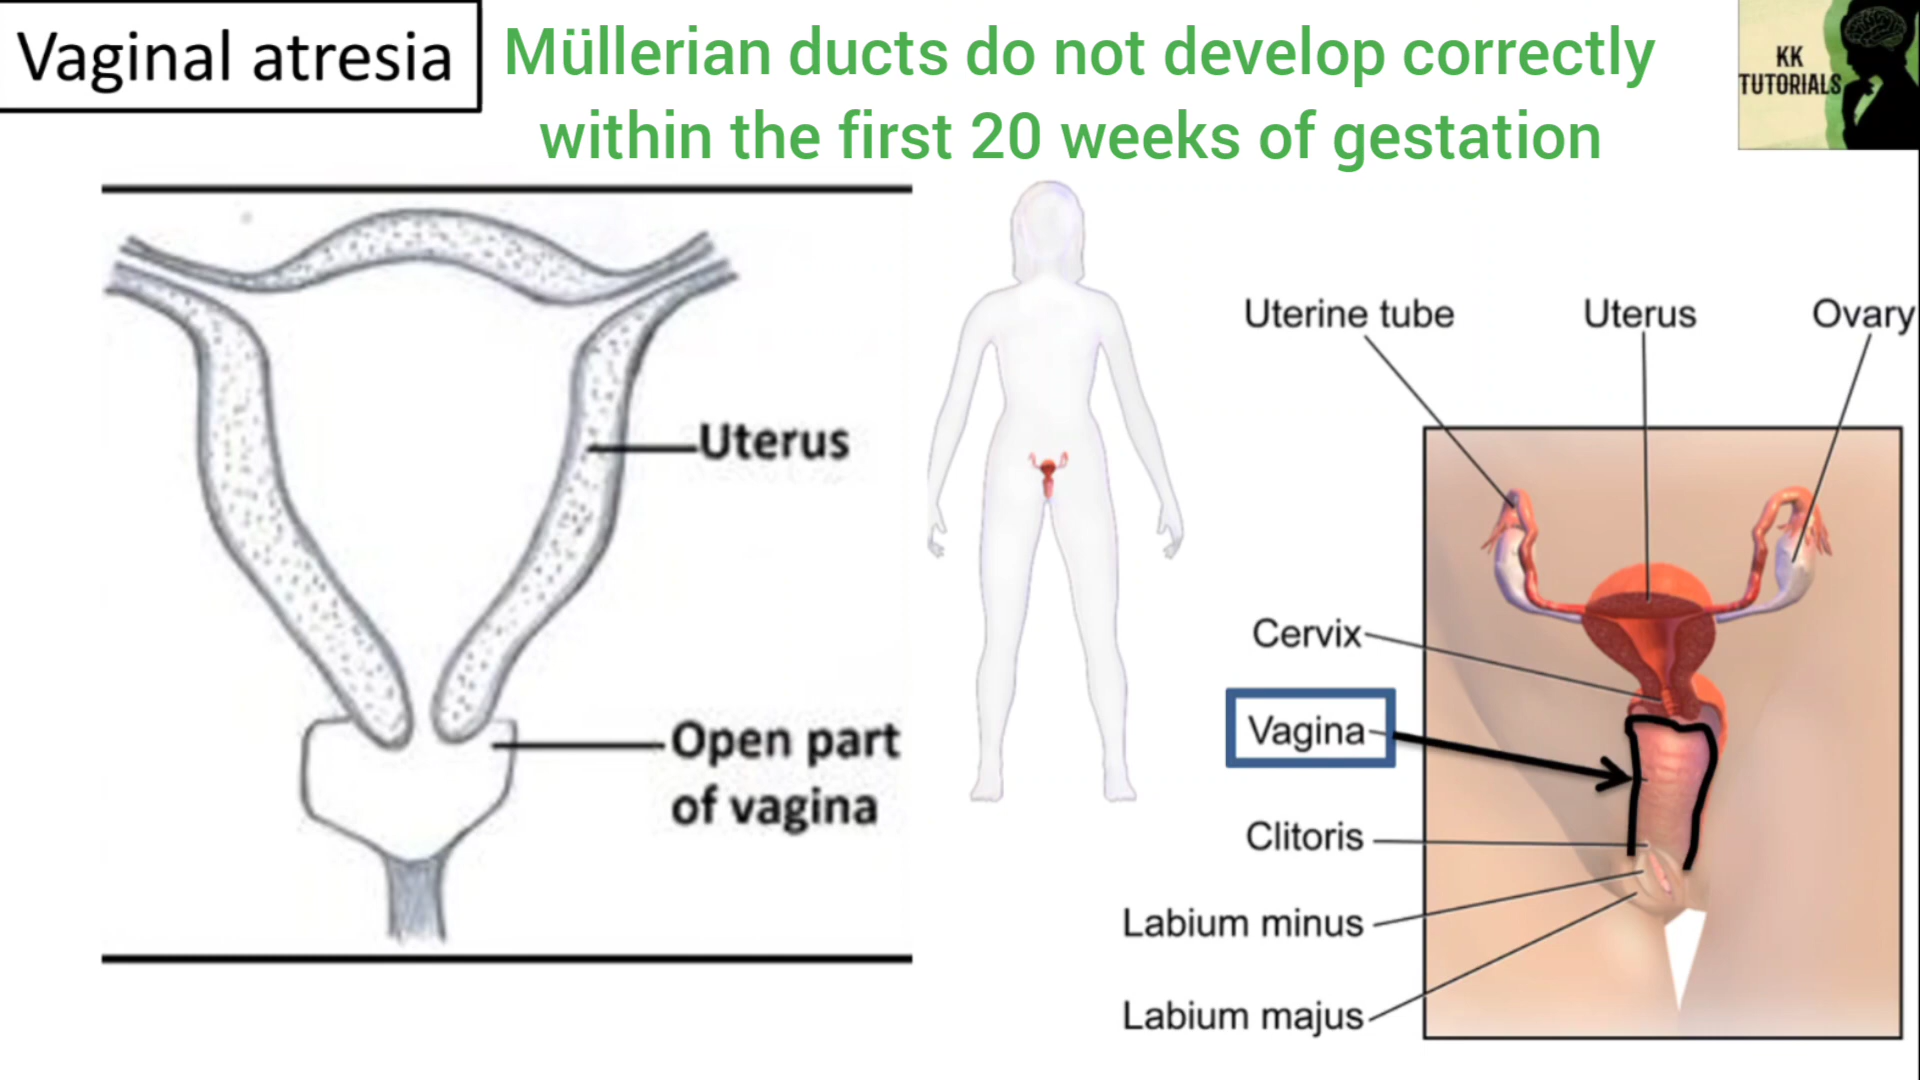 Vaginal atresia
Müllerian ducts do not develop correctly
within the first 20 weeks of gestation
KK
TUTORIALS
Uterus
Open part
of vagina
Uterine tube
Uterus
Ovary
Cervix
Vagina
Clitoris
Labium minus
Labium majus